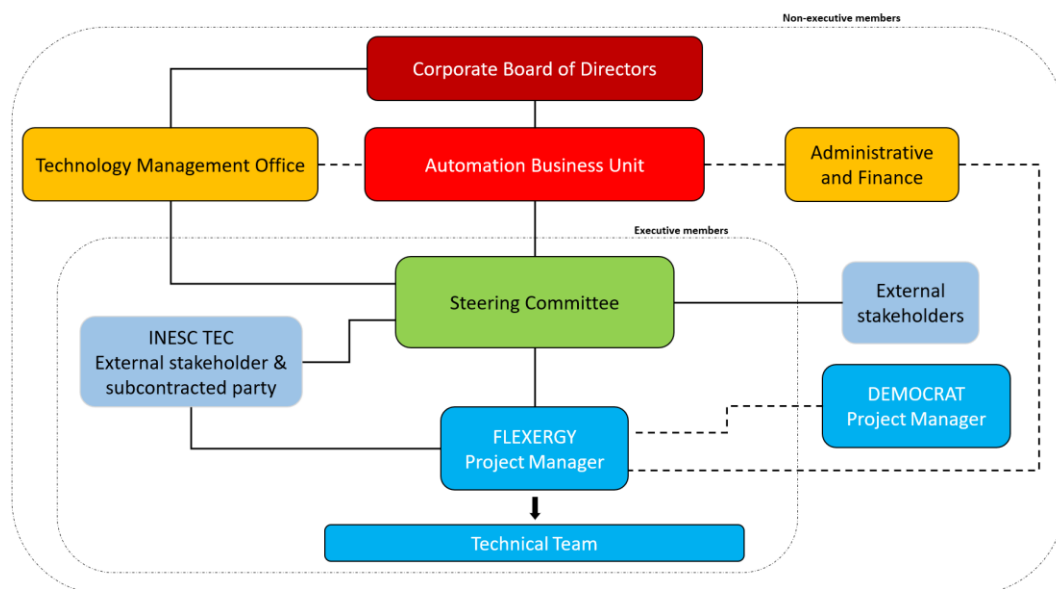 Non-executive members
Corporate Board of Directors
Technology Management Office
Automation Business Unit
Administrative
and Finance
Executive members
Steering Committee
External
stakeholders
INESC TEC
External stakeholder &
subcontracted party
DEMOCRAT
Project Manager
FLEXERGY
Project Manager
Technical Team